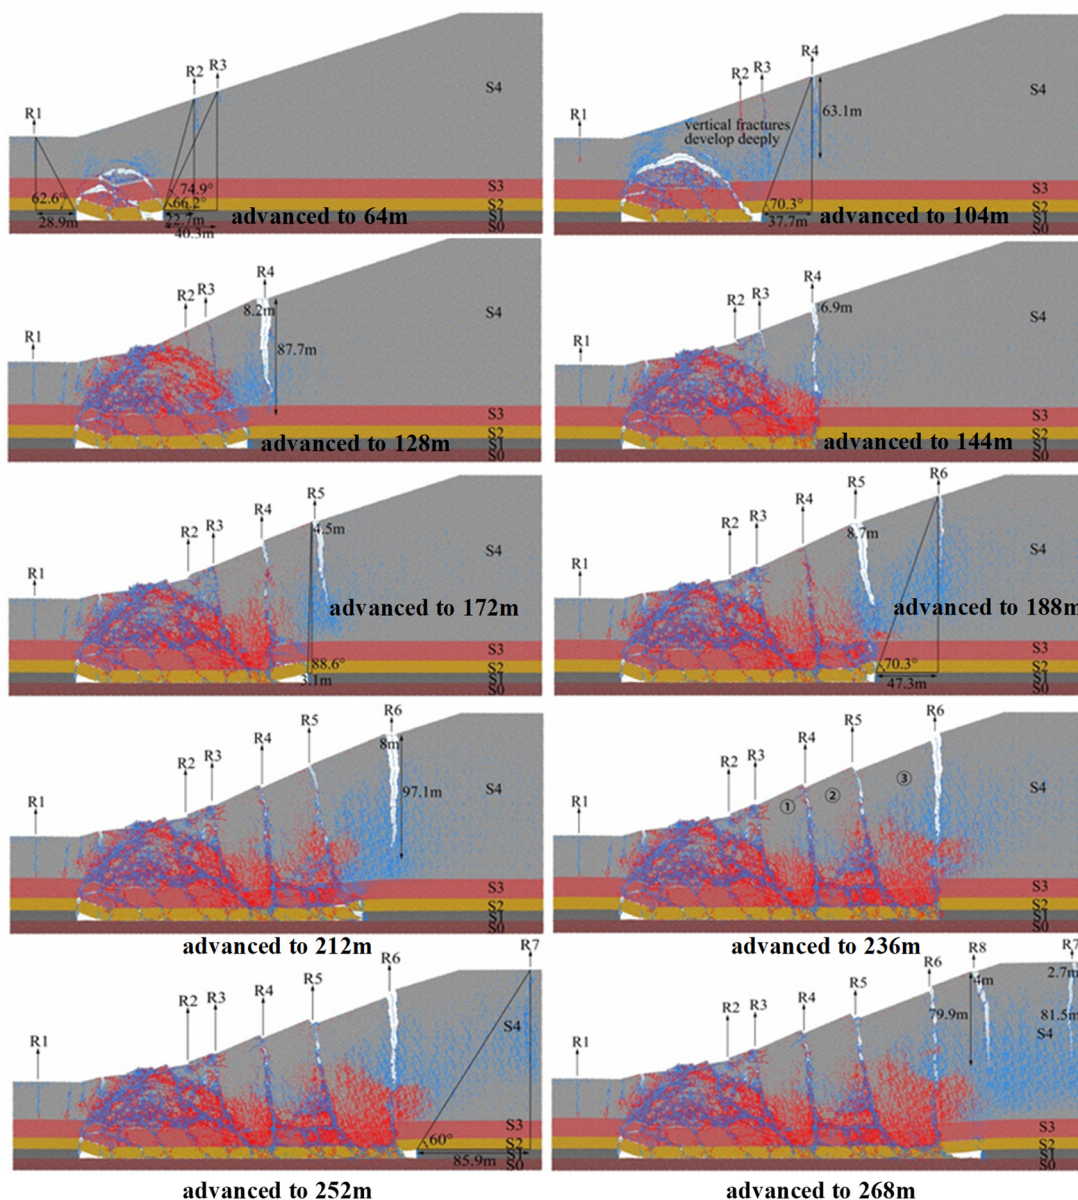 R1
R2
R3
S4
62.6°
28.9m
74.9°
66.2°
22.7m
40.3m
S3
S2
S1
S0
advanced to 64m
R1
R2
R3
R4
S4
63.1m
vertical fractures
develop deeply
70.3°
37.7m
S3
S2
S1
S0
advanced to 104m
R1
R2
R3
R4
8.2m
87.7m
S4
S3
S2
S1
S0
advanced to 128m
R1
R2
R3
R4
6.9m
S4
S3
S2
S1
S0
advanced to 144m
R1
R2
R3
R4
R5
4.5m
S4
88.6°
3.1m
S3
S2
S1
S0
advanced to 172m
R1
R2
R3
R4
R5
R6
8.7m
S4
70.3°
47.3m
S3
S2
S1
S0
advanced to 188m
R1
R2
R3
R4
R5
R6
8m
97.1m
S4
S3
S2
S1
S0
advanced to 212m
R1
R2
R3
R4
R5
R6
①
②
③
S4
S3
S2
S1
S0
advanced to 236m
R1
R2
R3
R4
R5
R6
R7
S4
60°
85.9m
S3
S2
S1
S0
advanced to 252m
R1
R2
R3
R4
R5
R6
R8
R7
4m
2.7m
79.9m
81.5m
S4
S3
S2
S1
S0
advanced to 268m